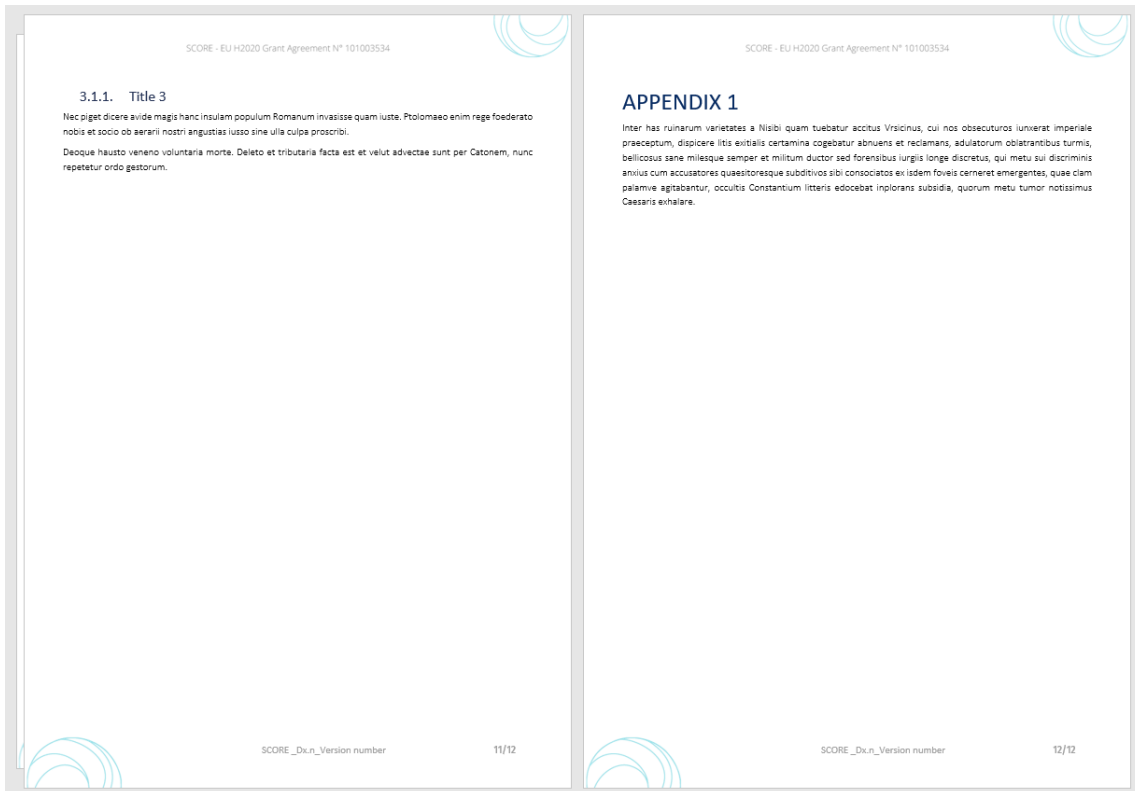 SCORE - EU H2020 Grant Agreement N° 101003534
3.1.1. Title 3
Nec piget dicere avide magis hanc insulam populum Romanum invasisse quam iuste. Ptolomaeo enim rege foederato
nobis et socio ob aerarii nostri angustias iusso sine ulla culpa proscribi.
Deoque hausto veneno voluntaria morte. Deleto et tributaria facta est et velut advectae sunt per Catonem, nunc
repetetur ordo gestorum.
SCORE _Dx.n_Version number 11/12
SCORE - EU H2020 Grant Agreement N° 101003534
APPENDIX 1
Inter has ruinarum varietates a Nisibi quam tuebatur accitus Vrsicinus, cui nos obsecuturos iunxerat imperiale
praeceptum, dispicere litis exitialis certamina cogebatur abnuens et reclamans, adulatorum oblatrantibus turmis,
bellicosus sane milesque semper et militum ductor sed forensibus iurgiis longe discretus, qui metu sui discriminis
anxius cum accusatores quaesitoresque subditivos sibi consociatos ex isdem foveis cerneret emergentes, quae clam
palamve agitabantur, occultis Constantium litteris edocebat inplorans subsidia, quorum metu tumor notissimus
Caesaris exhalare.
SCORE _Dx.n_Version number 12/12